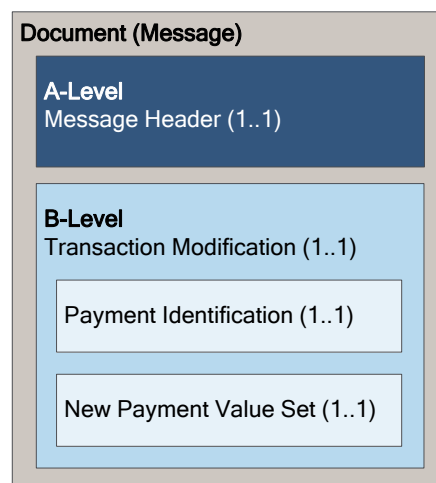 Document (Message)
A-Level
Message Header (1..1)
B-Level
Transaction Modification (1..1)
Payment Identification (1..1)
New Payment Value Set (1..1)